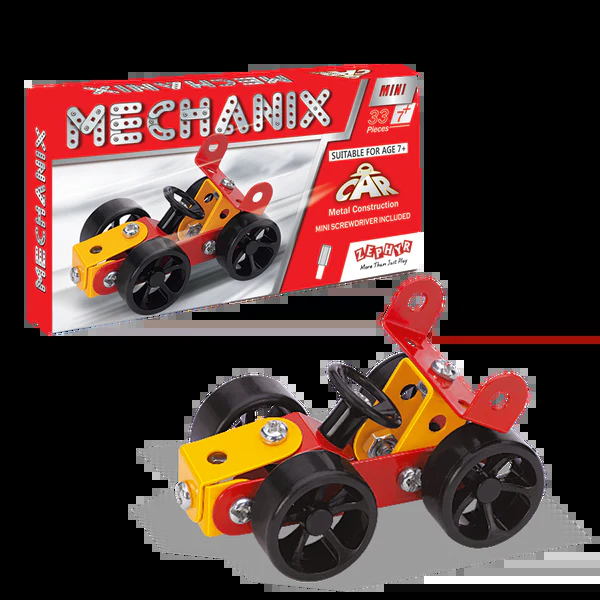 MECHANIX
MECHANIX
MECHANIX
MINI
33
Pieces
7+
SUITABLE FOR AGE 7+
CAR
Metal Construction
MINI SCREWDRIVER INCLUDED
ZEPHYR
More Than Just Play